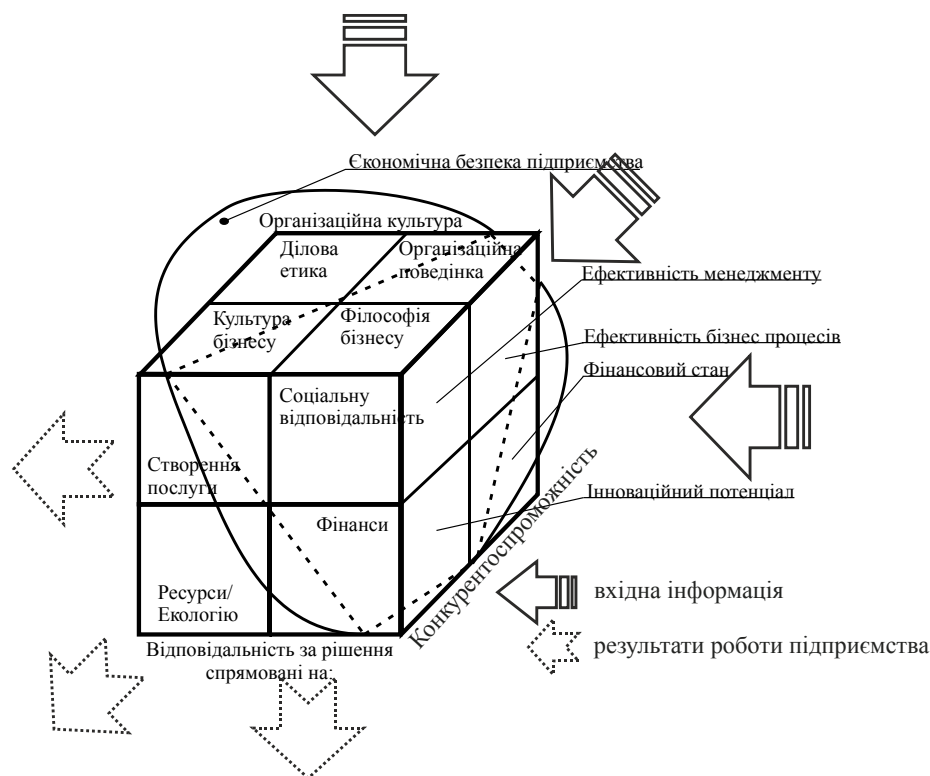 Єкономічна безпека підприємства
Організаційна культура
Ділова
етика
Організаційна
поведінка
Ефективність менеджменту
Культура
бізнесу
Філософія
бізнесу
Ефективність бізнес процесів
Фінансовий стан
Соціальну
відповідальність
Створення
послуги
Інноваційний потенціал
Фінанси
Конкурентоспроможність
Ресурси/
Екологію
вхідна інформація
результати роботи підприємства
Відповідальність за рішення
спрямовані на: